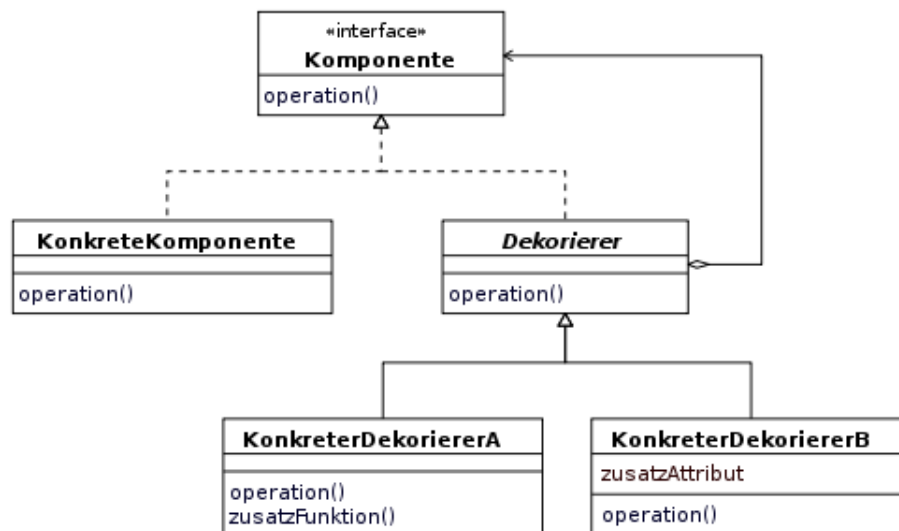 «interface»
Komponente
operation()
KonkreteKomponente
operation()
Dekorierer
operation()
KonkreterDekoriererA
operation()
zusatzFunktion()
KonkreterDekoriererB
zusatzAttribut
operation()